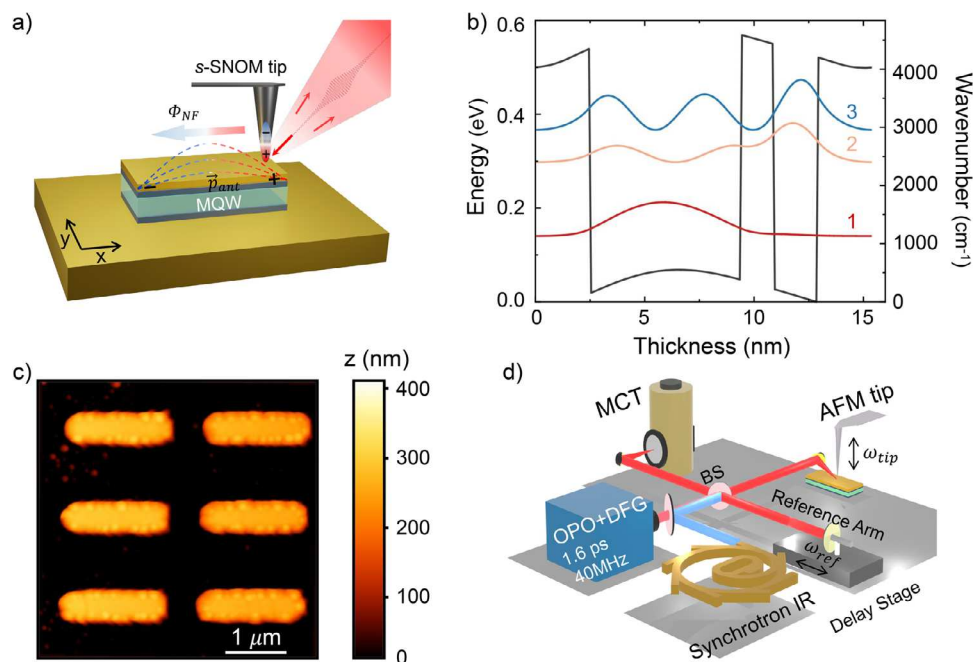 a)
s-SNOM tip
Φ_NF
+
−
+
p⃗_ant
MQW
y
x
b)
Energy (eV)
0.6
0.4
0.2
0.0
3
2
1
4000
3000
2000
1000
0
Wavenumber (cm⁻¹)
0
5
10
15
Thickness (nm)
c)
z (nm)
400
300
200
100
0
1 μm
d)
MCT
AFM tip
ω_tip
BS
OPO+DFG
1.6 ps
40MHz
Reference Arm
ω_ref
Synchrotron IR
Delay Stage